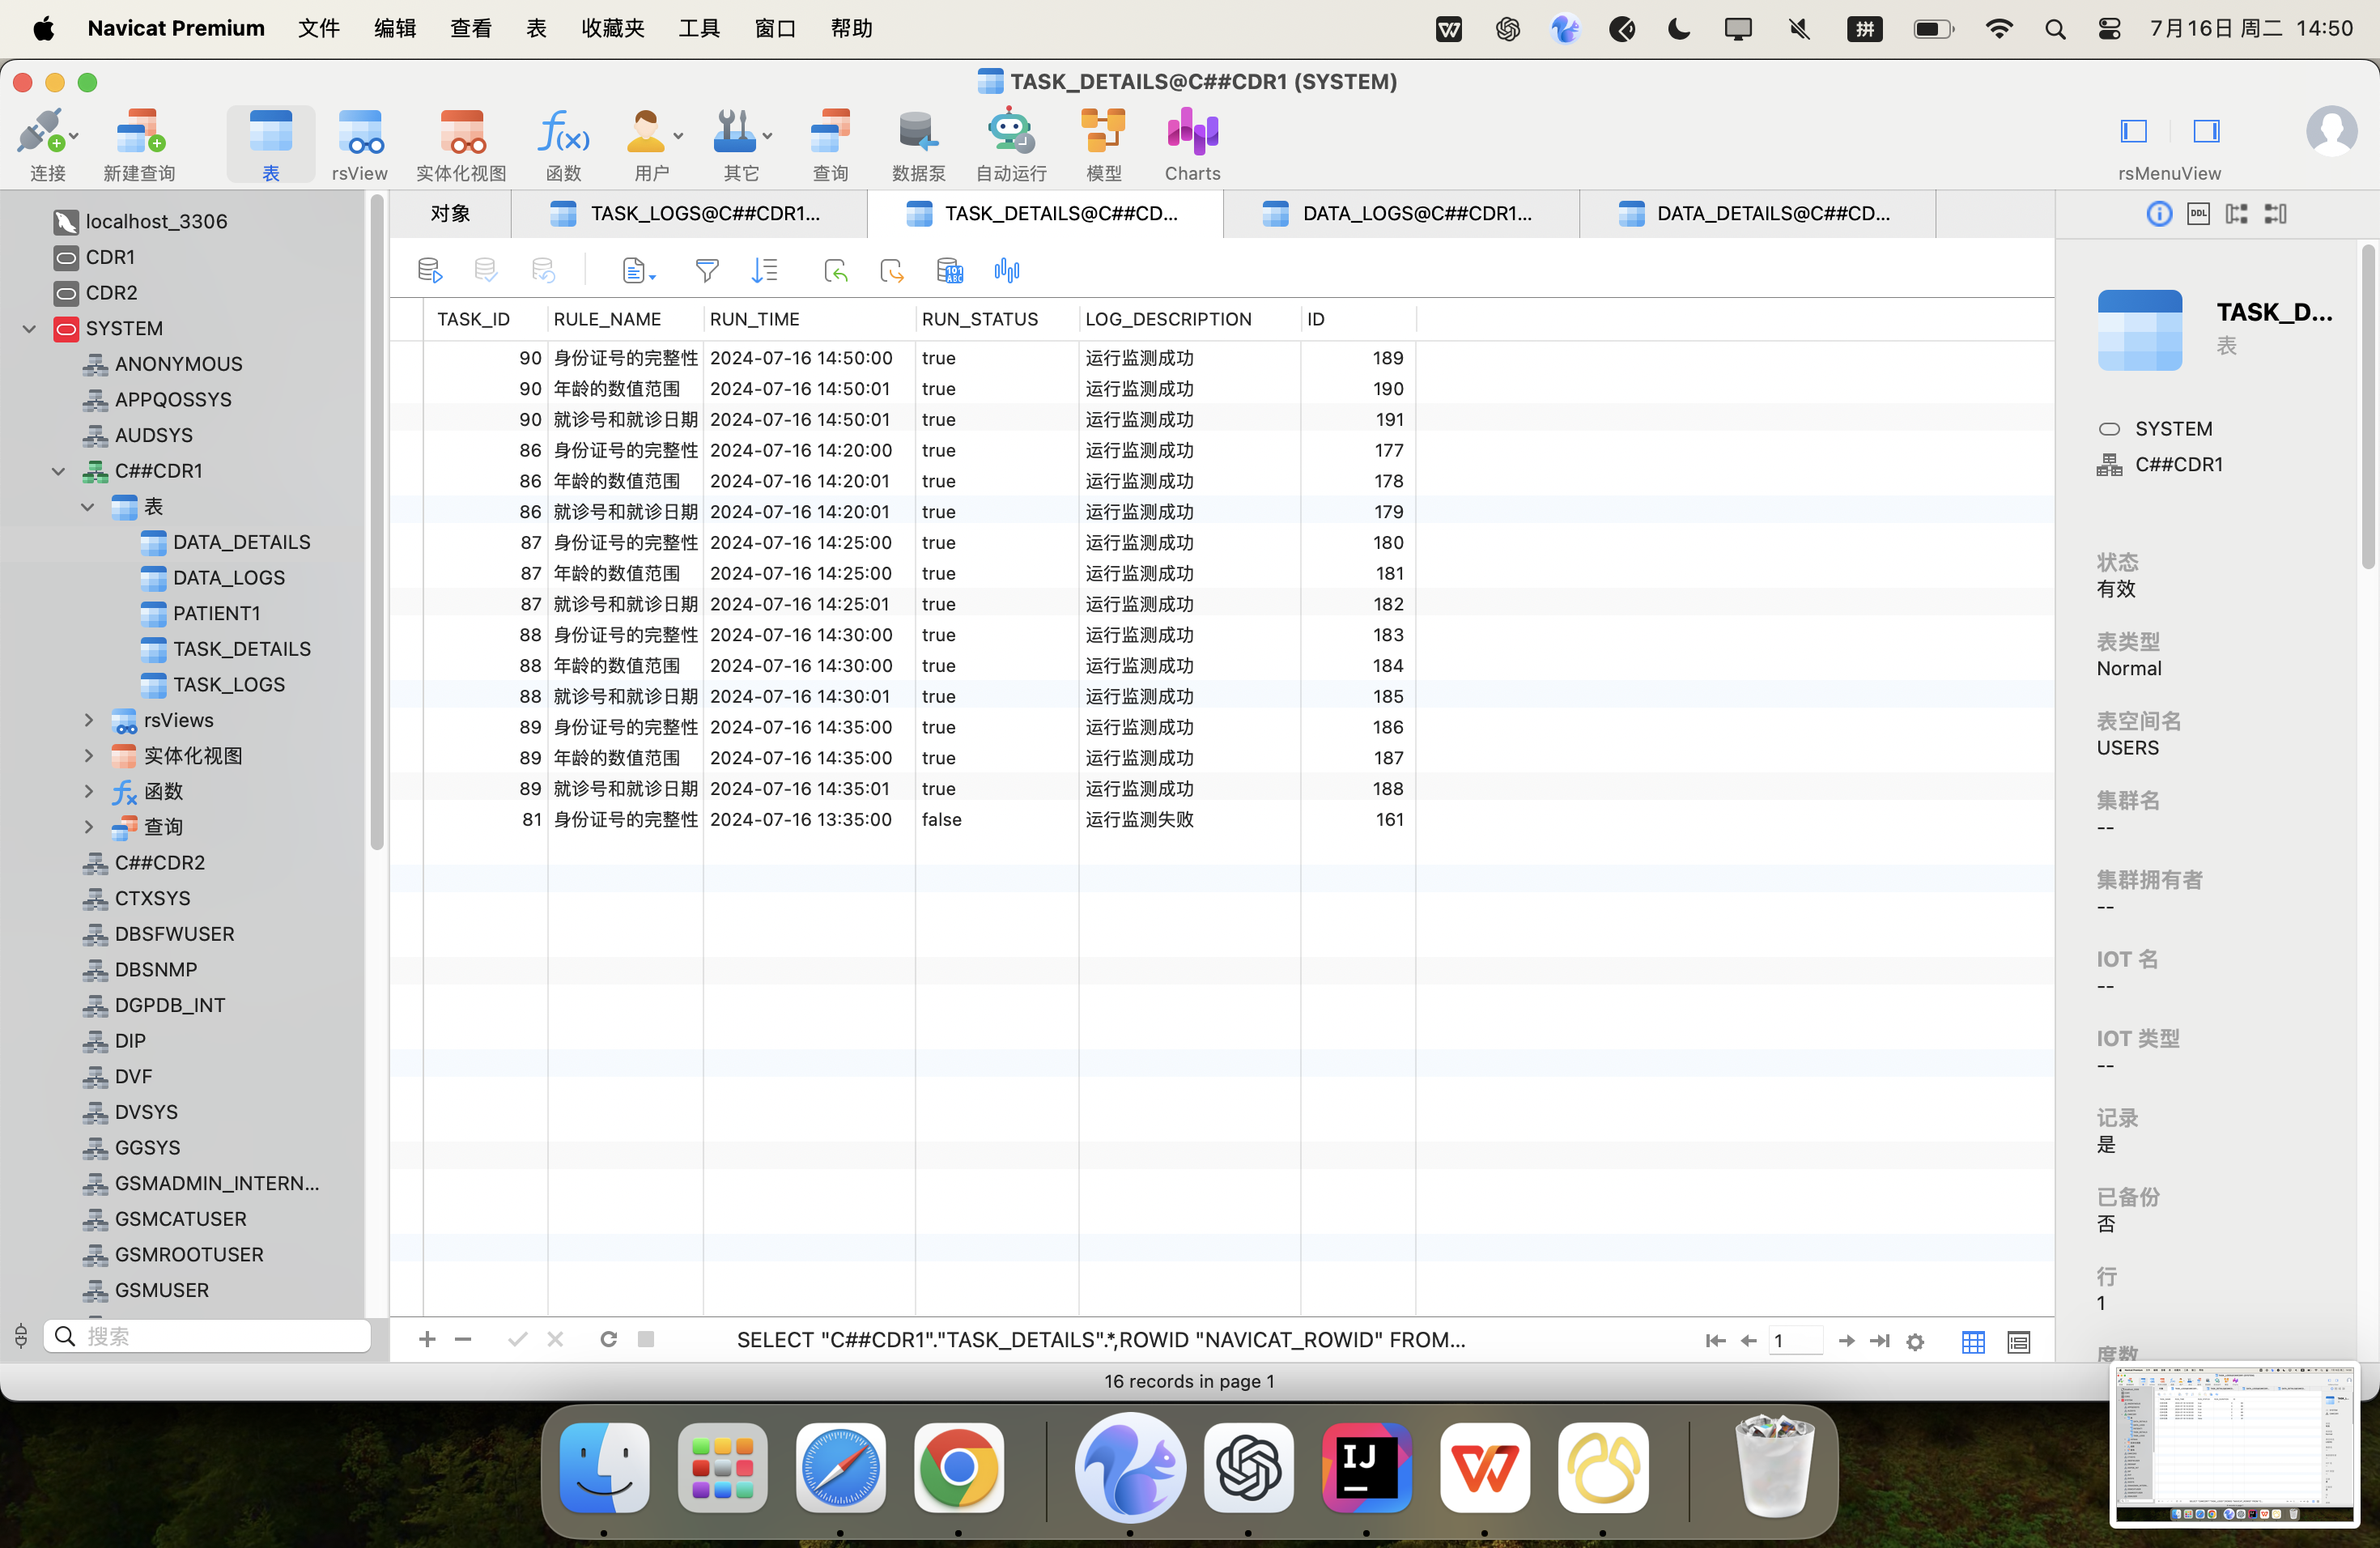 Navicat Premium 文件 编辑 查看 表 收藏夹 工具 窗口 帮助 拼 7月16日 周二 14:50
TASK_DETAILS@C##CDR1 (SYSTEM)
连接 新建查询 表 rsView 实体化视图 函数 用户 其它 查询 数据泵 自动运行 模型 Charts rsMenuView
对象 TASK_LOGS@C##CDR1... TASK_DETAILS@C##CD... DATA_LOGS@C##CDR1... DATA_DETAILS@C##CD... DDL
localhost_3306
CDR1
CDR2
SYSTEM
ANONYMOUS
APPQOSSYS
AUDSYS
C##CDR1
表
DATA_DETAILS
DATA_LOGS
PATIENT1
TASK_DETAILS
TASK_LOGS
rsViews
实体化视图
函数
查询
C##CDR2
CTXSYS
DBSFWUSER
DBSNMP
DGPDB_INT
DIP
DVF
DVSYS
GGSYS
GSMADMIN_INTERN...
GSMCATUSER
GSMROOTUSER
GSMUSER
搜索
TASK_ID RULE_NAME RUN_TIME RUN_STATUS LOG_DESCRIPTION ID
90 身份证号的完整性 2024-07-16 14:50:00 true 运行监测成功 189
90 年龄的数值范围 2024-07-16 14:50:01 true 运行监测成功 190
90 就诊号和就诊日期 2024-07-16 14:50:01 true 运行监测成功 191
86 身份证号的完整性 2024-07-16 14:20:00 true 运行监测成功 177
86 年龄的数值范围 2024-07-16 14:20:01 true 运行监测成功 178
86 就诊号和就诊日期 2024-07-16 14:20:01 true 运行监测成功 179
87 身份证号的完整性 2024-07-16 14:25:00 true 运行监测成功 180
87 年龄的数值范围 2024-07-16 14:25:00 true 运行监测成功 181
87 就诊号和就诊日期 2024-07-16 14:25:01 true 运行监测成功 182
88 身份证号的完整性 2024-07-16 14:30:00 true 运行监测成功 183
88 年龄的数值范围 2024-07-16 14:30:00 true 运行监测成功 184
88 就诊号和就诊日期 2024-07-16 14:30:01 true 运行监测成功 185
89 身份证号的完整性 2024-07-16 14:35:00 true 运行监测成功 186
89 年龄的数值范围 2024-07-16 14:35:00 true 运行监测成功 187
89 就诊号和就诊日期 2024-07-16 14:35:01 true 运行监测成功 188
81 身份证号的完整性 2024-07-16 13:35:00 false 运行监测失败 161
SELECT "C##CDR1"."TASK_DETAILS".*,ROWID "NAVICAT_ROWID" FROM... 1
16 records in page 1
TASK_D...
表
SYSTEM
C##CDR1
状态
有效
表类型
Normal
表空间名
USERS
集群名
--
集群拥有者
--
IOT 名
--
IOT 类型
--
记录
是
已备份
否
行
1
度数
IJ